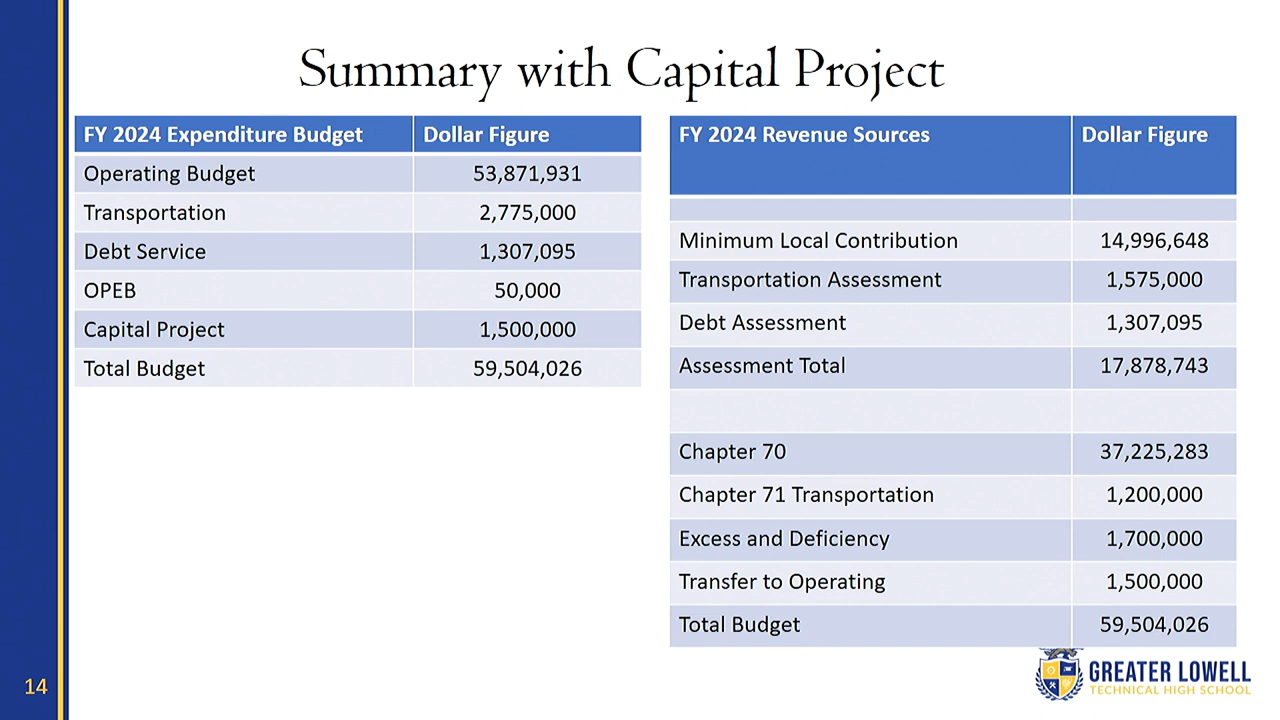 Summary with Capital Project
FY 2024 Expenditure Budget Dollar Figure
Operating Budget 53,871,931
Transportation 2,775,000
Debt Service 1,307,095
OPEB 50,000
Capital Project 1,500,000
Total Budget 59,504,026
FY 2024 Revenue Sources Dollar Figure
Minimum Local Contribution 14,996,648
Transportation Assessment 1,575,000
Debt Assessment 1,307,095
Assessment Total 17,878,743
Chapter 70 37,225,283
Chapter 71 Transportation 1,200,000
Excess and Deficiency 1,700,000
Transfer to Operating 1,500,000
Total Budget 59,504,026
14
GREATER LOWELL
TECHNICAL HIGH SCHOOL